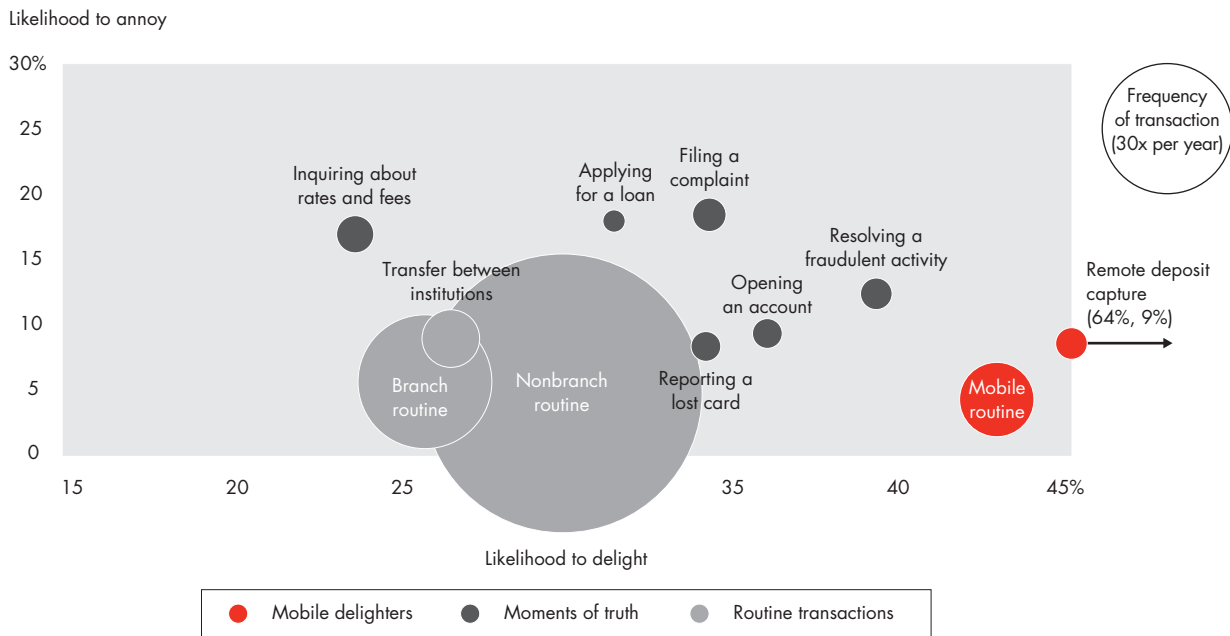 Likelihood to annoy
30%
25
20
15
10
5
0
Frequency
of transaction
(30x per year)
Inquiring about
rates and fees
Applying
for a loan
Filing a
complaint
Resolving a
fraudulent activity
Transfer between
institutions
Opening
an account
Remote deposit
capture
(64%, 9%)
Branch
routine
Nonbranch
routine
Reporting a
lost card
Mobile
routine
15
20
25
35
40
45%
Likelihood to delight
Mobile delighters
Moments of truth
Routine transactions